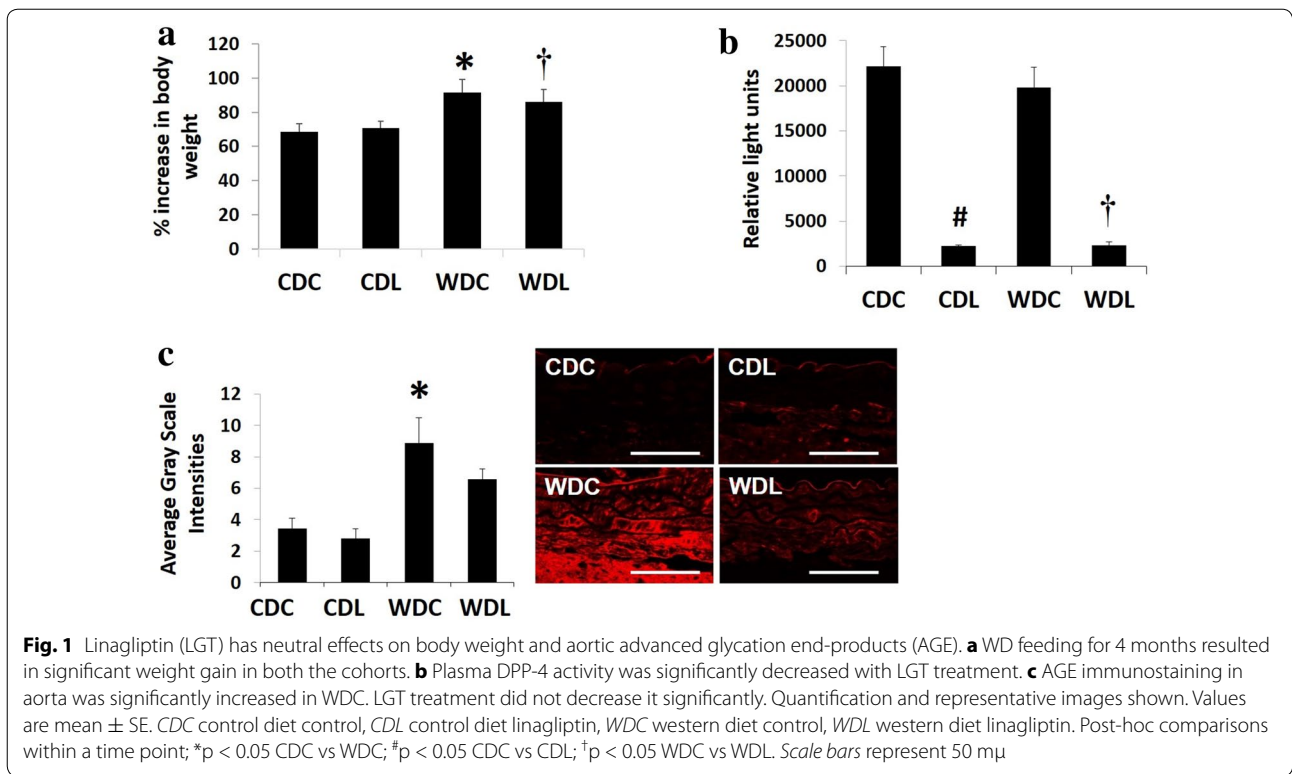 a
% increase in body
weight
120
100
80
60
40
20
0
*
†
CDC CDL WDC WDL
b
Relative light units
25000
20000
15000
10000
5000
0
#
†
CDC CDL WDC WDL
c
Average Gray Scale
Intensities
12
10
8
6
4
2
0
*
CDC CDL WDC WDL
CDC CDL
WDC WDL
Fig. 1 Linagliptin (LGT) has neutral effects on body weight and aortic advanced glycation end-products (AGE). a WD feeding for 4 months resulted
in significant weight gain in both the cohorts. b Plasma DPP-4 activity was significantly decreased with LGT treatment. c AGE immunostaining in
aorta was significantly increased in WDC. LGT treatment did not decrease it significantly. Quantification and representative images shown. Values
are mean ± SE. CDC control diet control, CDL control diet linagliptin, WDC western diet control, WDL western diet linagliptin. Post-hoc comparisons
within a time point; *p < 0.05 CDC vs WDC; #p < 0.05 CDC vs CDL; †p < 0.05 WDC vs WDL. Scale bars represent 50 mµ